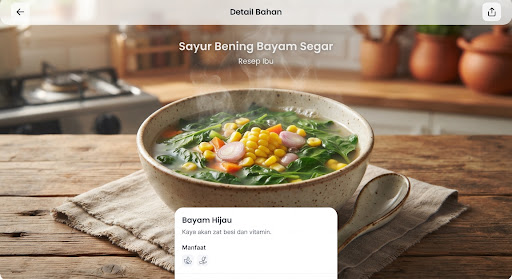 Detail Bahan
Sayur Bening Bayam Segar
Resep Ibu
Bayam Hijau
Kaya akan zat besi dan vitamin.
Manfaat